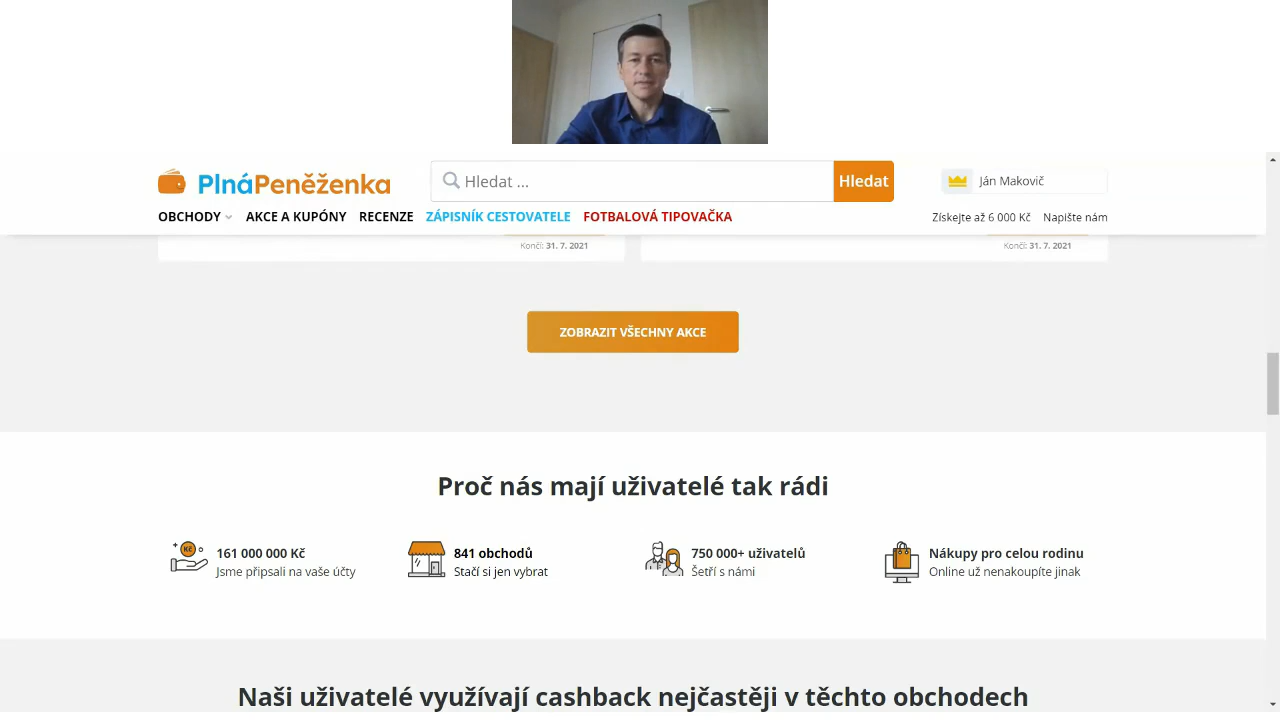 PlnáPeněženka
Hledat ...
Hledat
Ján Makovič
OBCHODY
AKCE A KUPÓNY
RECENZE
ZÁPISNÍK CESTOVATELE
FOTBALOVÁ TIPOVAČKA
Získejte až 6 000 Kč
Napište nám
Končí: 31. 7. 2021
Končí: 31. 7. 2021
ZOBRAZIT VŠECHNY AKCE
Proč nás mají uživatelé tak rádi
Kč
161 000 000 Kč
Jsme připsali na vaše účty
841 obchodů
Stačí si jen vybrat
750 000+ uživatelů
Šetří s námi
Nákupy pro celou rodinu
Online už nenakoupíte jinak
Naši uživatelé využívají cashback nejčastěji v těchto obchodech